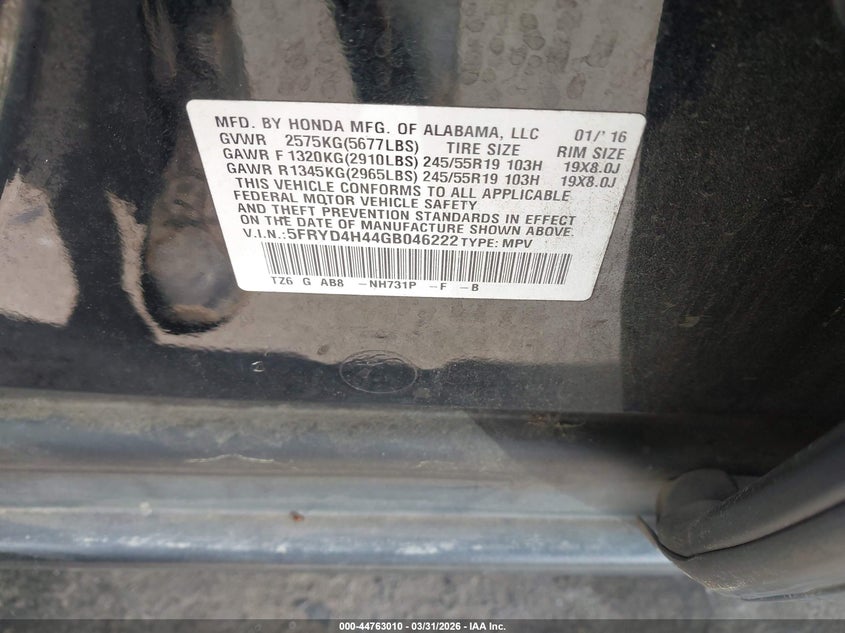 MFD. BY HONDA MFG. OF ALABAMA, LLC 01/'16
GVWR 2575KG(5677LBS) TIRE SIZE RIM SIZE
GAWR F 1320KG(2910LBS) 245/55R19 103H 19X8.0J
GAWR R1345KG(2965LBS) 245/55R19 103H 19X8.0J
THIS VEHICLE CONFORMS TO ALL APPLICABLE
FEDERAL MOTOR VEHICLE SAFETY
AND THEFT PREVENTION STANDARDS IN EFFECT
ON THE DATE OF MANUFACTURE SHOWN ABOVE.
V.I.N.:5FRYD4H44GB046222 TYPE: MPV
TZ6 G AB8 -NH731P -F -B
000-44763010 - 03/31/2026 - IAA Inc.